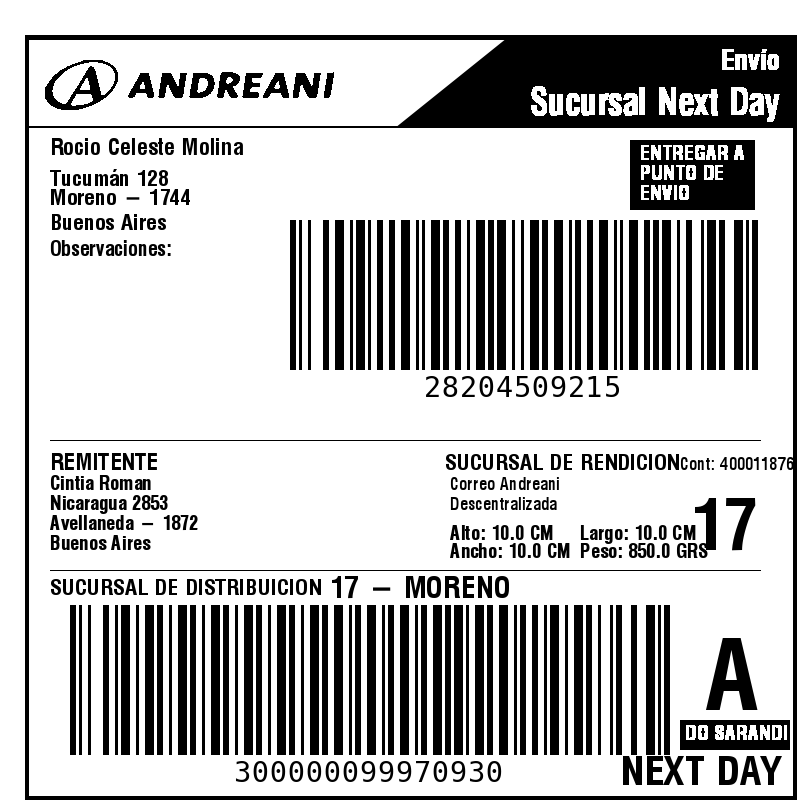 ANDREANI
Envío
Sucursal Next Day
Rocio Celeste Molina
Tucumán 128
Moreno – 1744
Buenos Aires
Observaciones:
ENTREGAR A
PUNTO DE
ENVIO
28204509215
REMITENTE
Cintia Roman
Nicaragua 2853
Avellaneda – 1872
Buenos Aires
SUCURSAL DE RENDICION Cont: 400011876
Correo Andreani
Descentralizada
17
Alto: 10.0 CM Largo: 10.0 CM
Ancho: 10.0 CM Peso: 850.0 GRS
SUCURSAL DE DISTRIBUICION 17 – MORENO
A
DO SARANDI
300000099970930
NEXT DAY